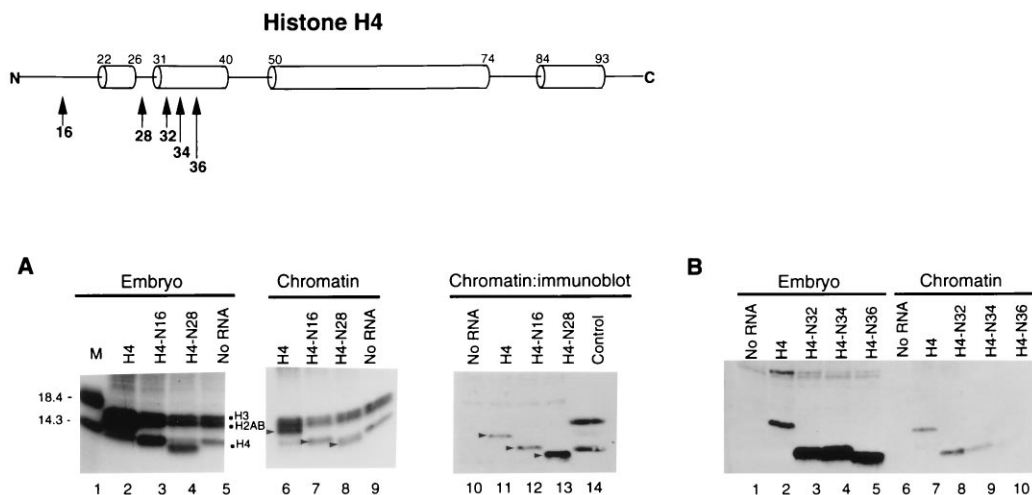 Histone H4
22 26 31 40 50 74 84 93
N C
16 28 32 34 36
A
Embryo Chromatin Chromatin:immunoblot
M H4 H4-N16 H4-N28 No RNA
H4 H4-N16 H4-N28 No RNA
No RNA H4 H4-N16 H4-N28 Control
18.4 -
14.3 -
•H3
•H2AB
•H4
1 2 3 4 5 6 7 8 9 10 11 12 13 14
B
Embryo Chromatin
No RNA H4 H4-N32 H4-N34 H4-N36 No RNA H4 H4-N32 H4-N34 H4-N36
1 2 3 4 5 6 7 8 9 10